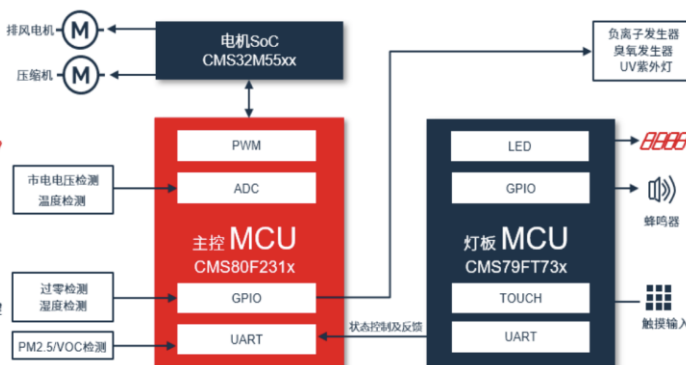 排风电机
M
压缩机
M
电机SoC
CMS32M55xx
负离子发生器
臭氧发生器
UV紫外灯
PWM
ADC
主控 MCU
CMS80F231x
GPIO
UART
市电电压检测
温度检测
过零检测
湿度检测
PM2.5/VOC检测
状态控制及反馈
LED
GPIO
灯板 MCU
CMS79FT73x
TOUCH
UART
8888
蜂鸣器
触摸输入